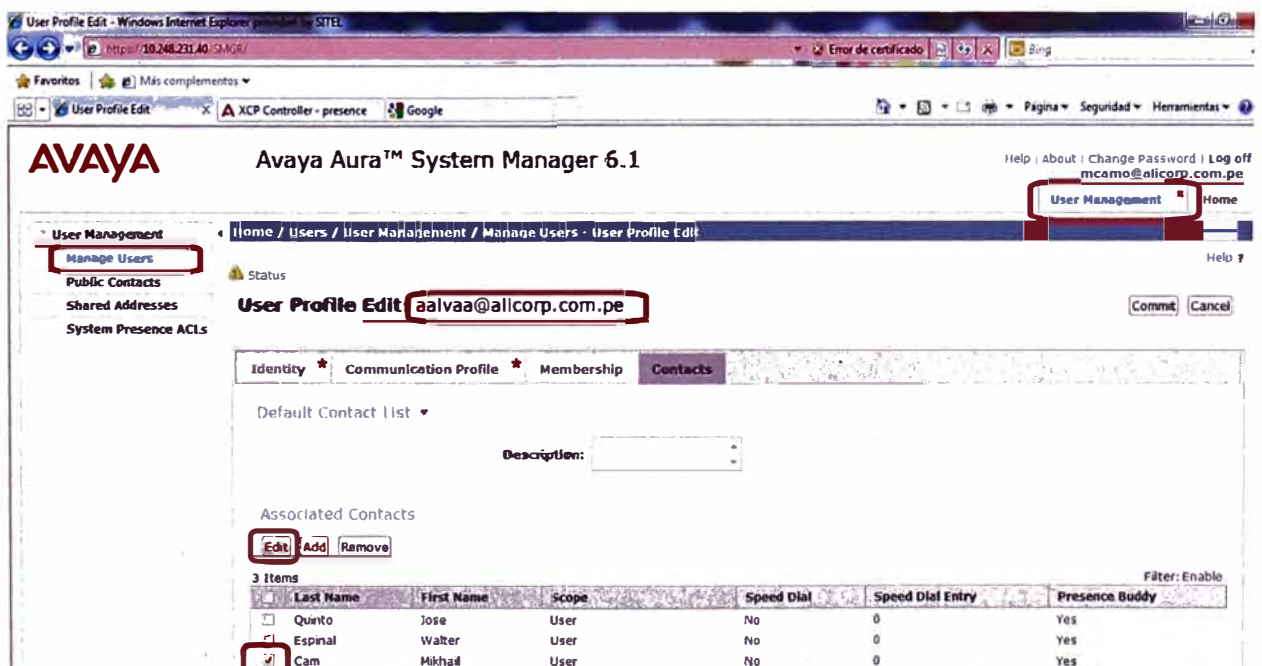 User Profile Edit - Windows Internet Explorer provided by SITEL
https://10.248.231.40/SMGR/ Error de certificado Bing
Favoritos Más complementos
User Profile Edit X XCP Controller - presence Google Página Seguridad Herramientas
AVAYA Avaya Aura™ System Manager 6.1
Help | About | Change Password | Log off
mcamo@alicorp.com.pe
User Management Home
User Management Home / Users / User Management / Manage Users - User Profile Edit
Manage Users Help ?
Public Contacts Status
Shared Addresses User Profile Edit: aalvaa@alicorp.com.pe Commit Cancel
System Presence ACLs
Identity * Communication Profile * Membership Contacts
Default Contact List
Description:
Associated Contacts
Edit Add Remove
3 Items Filter: Enable
Last Name First Name Scope Speed Dial Speed Dial Entry Presence Buddy
Quinto Jose User No 0 Yes
Espinal Walter User No 0 Yes
Cam Mikhail User No 0 Yes